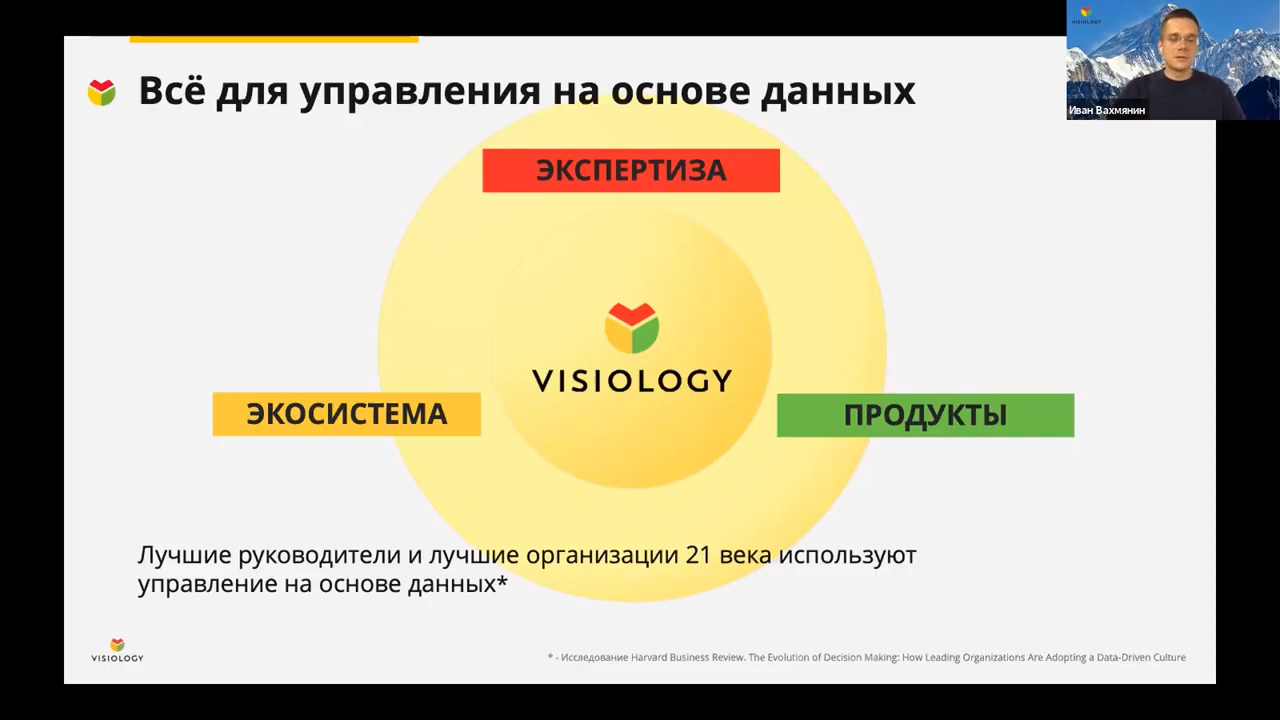 VISIOLOGY
Иван Вахмянин
Всё для управления на основе данных
ЭКСПЕРТИЗА
VISIOLOGY
ЭКОСИСТЕМА
ПРОДУКТЫ
Лучшие руководители и лучшие организации 21 века используют
управление на основе данных*
VISIOLOGY
* - Исследование Harvard Business Review. The Evolution of Decision Making: How Leading Organizations Are Adopting a Data-Driven Culture